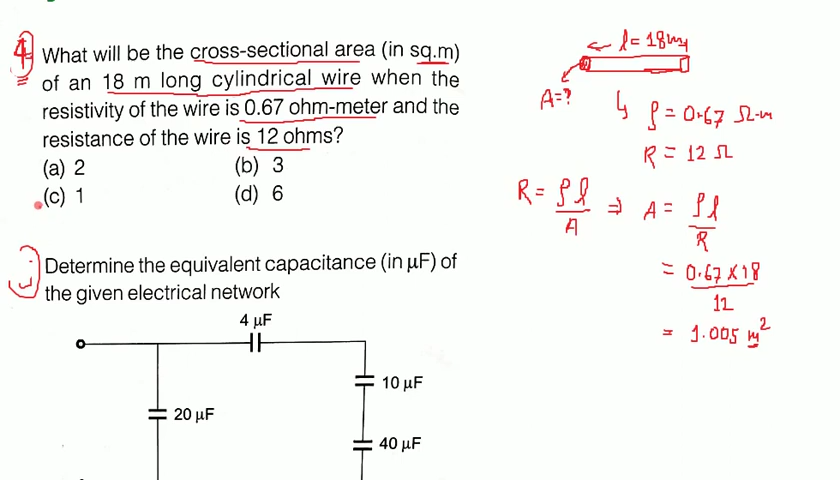 4 What will be the cross-sectional area (in sq.m)
of an 18 m long cylindrical wire when the
resistivity of the wire is 0.67 ohm-meter and the
resistance of the wire is 12 ohms?
(a) 2 (b) 3
(c) 1 (d) 6
Determine the equivalent capacitance (in μF) of
the given electrical network
4 μF
10 μF
20 μF
40 μF
l = 18m
A=?
ρ = 0.67 Ω-m
R = 12 Ω
R = ρl/A ⇒ A = ρl/R
= 0.67 X 18/12
= 1.005 m²